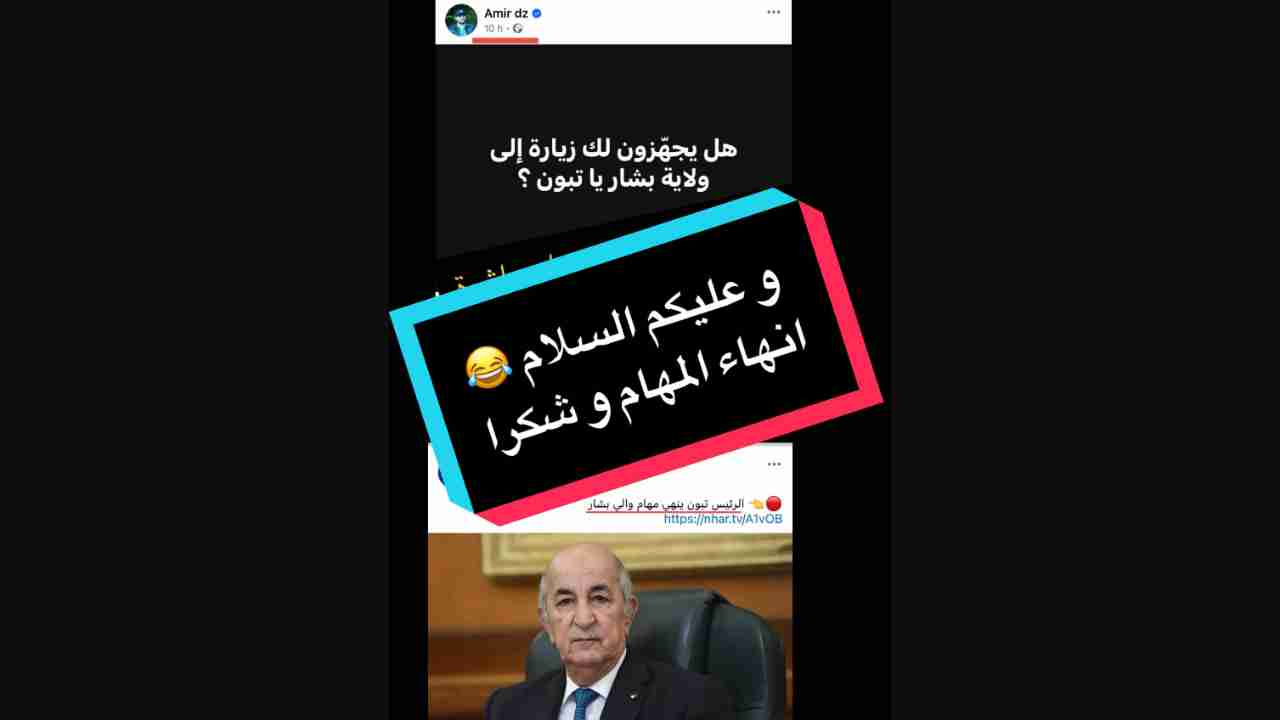 Amir dz
10 h
هل يجهّزون لك زيارة إلى
ولاية بشار يا تبون ؟
و عليكم السلام 😂
انهاء المهام و شكرا
🔴👈 الرئيس تبون ينهي مهام والي بشار
https://nhar.tv/A1vOB